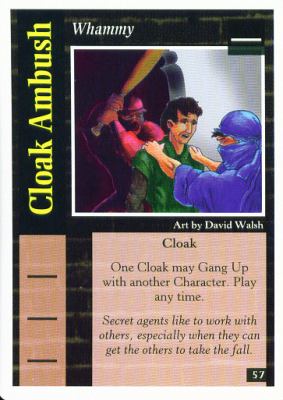 Cloak Ambush
Whammy
Art by David Walsh
Cloak
One Cloak may Gang Up
with another Character. Play
any time.
Secret agents like to work with
others, especially when they can
get the others to take the fall.
57